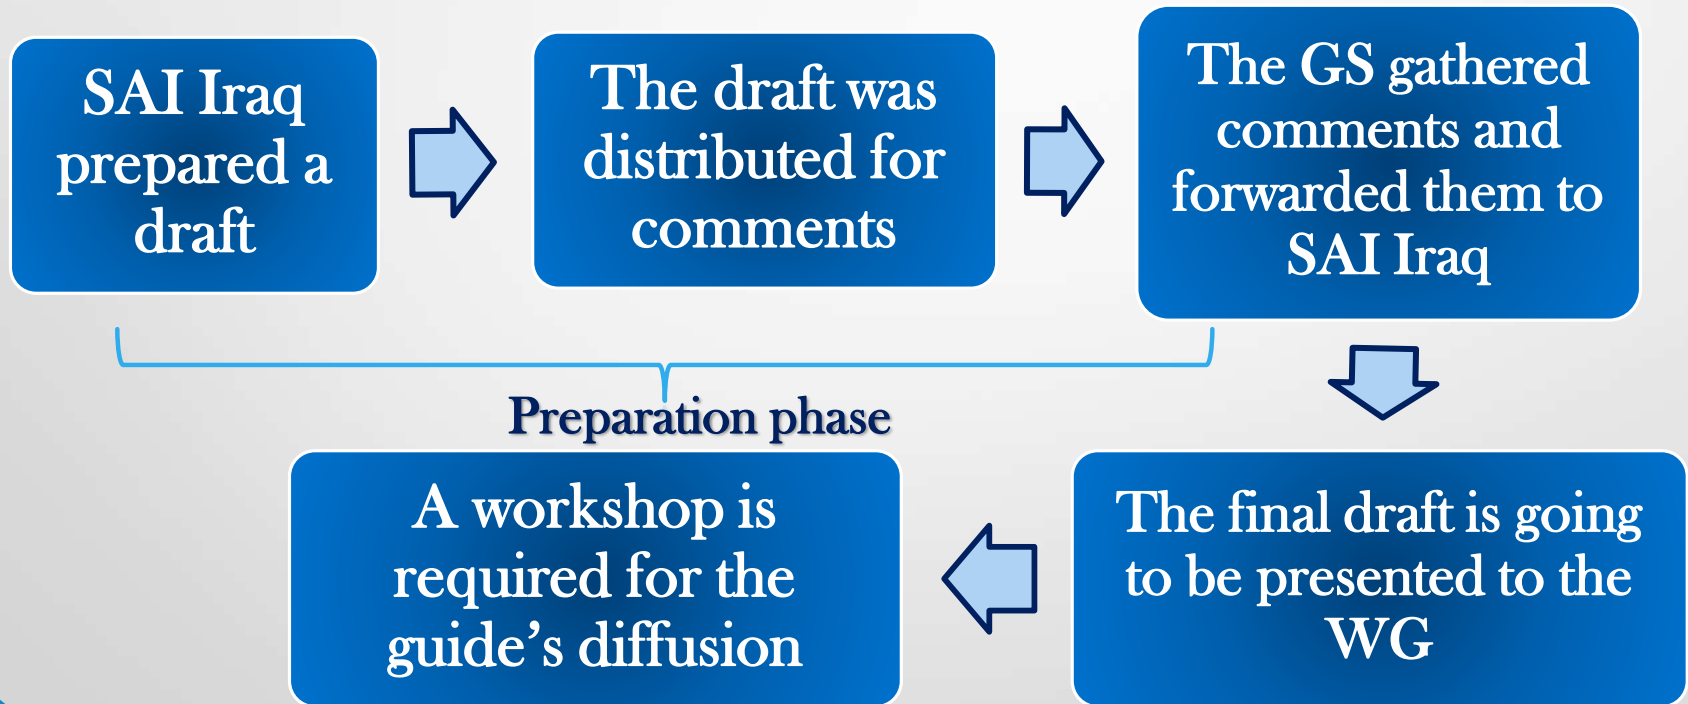 SAI Iraq
prepared a
draft
The draft was
distributed for
comments
The GS gathered
comments and
forwarded them to
SAI Iraq
Preparation phase
The final draft is going
to be presented to the
WG
A workshop is
required for the
guide’s diffusion